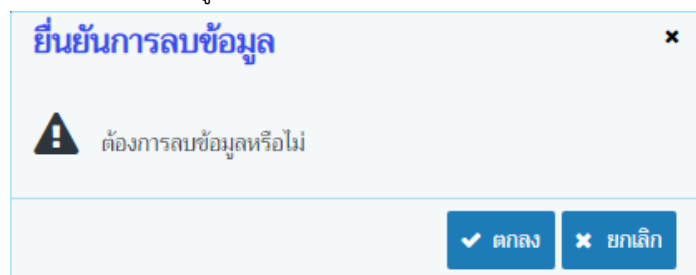 ยื่นยันการลบข้อมูล
ต้องการลบข้อมูลหรือไม่
ตกลง ยกเลิก